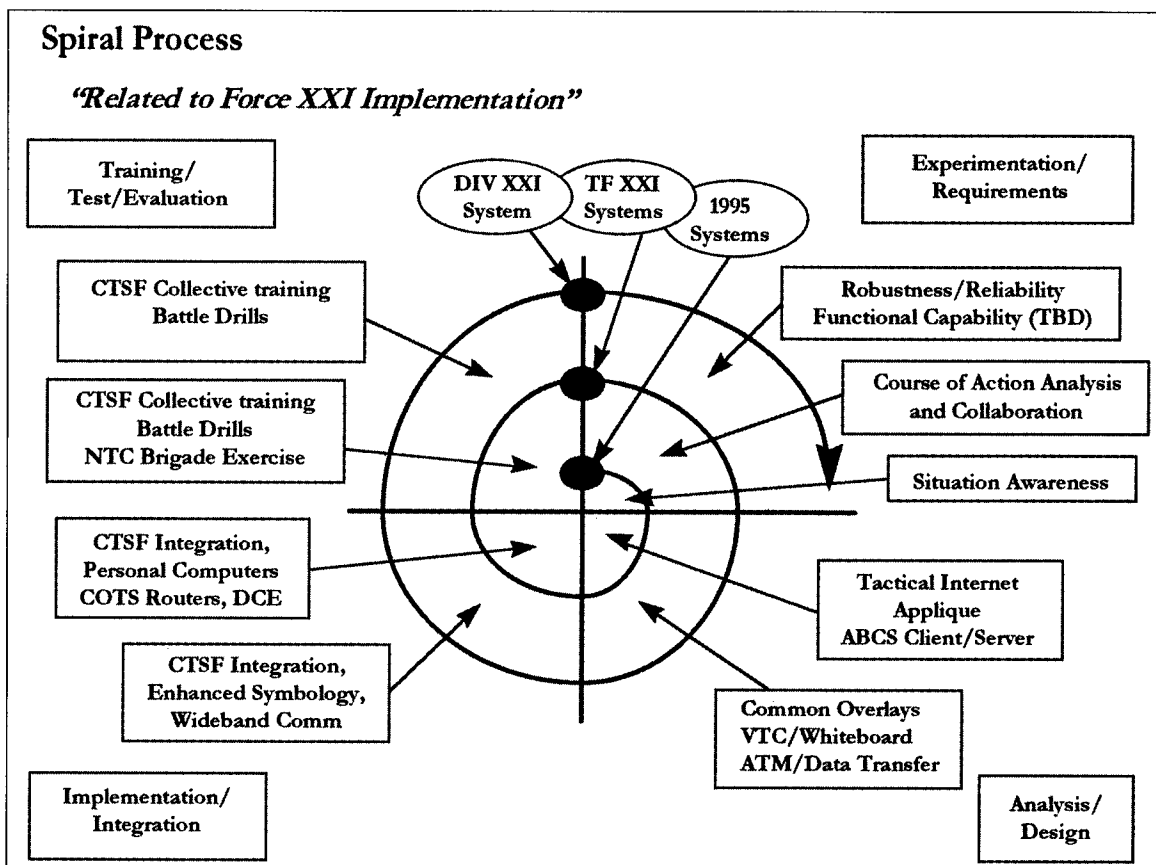 Spiral Process
“Related to Force XXI Implementation”
Training/
Test/Evaluation
Experimentation/
Requirements
DIV XXI
System
TF XXI
Systems
1995
Systems
CTSF Collective training
Battle Drills
Robustness/Reliability
Functional Capability (TBD)
CTSF Collective training
Battle Drills
NTC Brigade Exercise
Course of Action Analysis
and Collaboration
Situation Awareness
CTSF Integration,
Personal Computers
COTS Routers, DCE
Tactical Internet
Applique
ABCS Client/Server
CTSF Integration,
Enhanced Symbology,
Wideband Comm
Common Overlays
VTC/Whiteboard
ATM/Data Transfer
Implementation/
Integration
Analysis/
Design